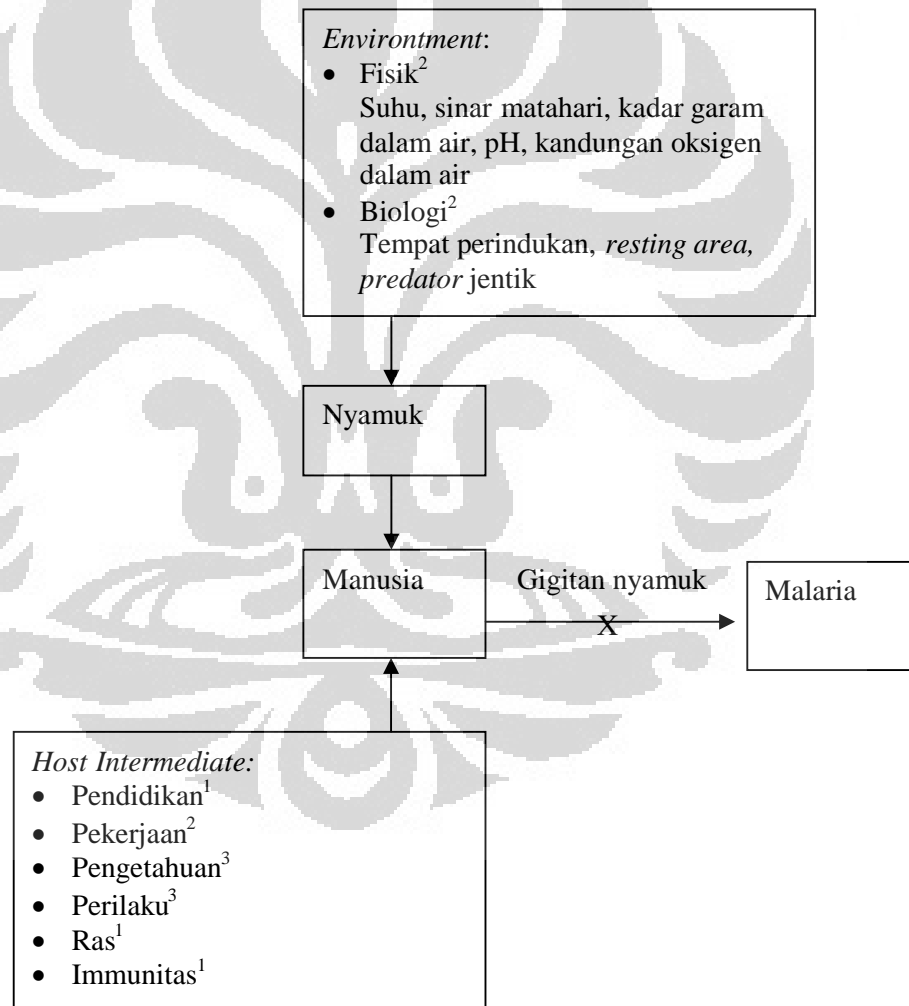 Environtment:
• Fisik²
Suhu, sinar matahari, kadar garam
dalam air, pH, kandungan oksigen
dalam air
• Biologi²
Tempat perindukan, resting area,
predator jentik
Nyamuk
Manusia
Gigitan nyamuk
X
Malaria
Host Intermediate:
• Pendidikan¹
• Pekerjaan²
• Pengetahuan³
• Perilaku³
• Ras¹
• Immunitas¹